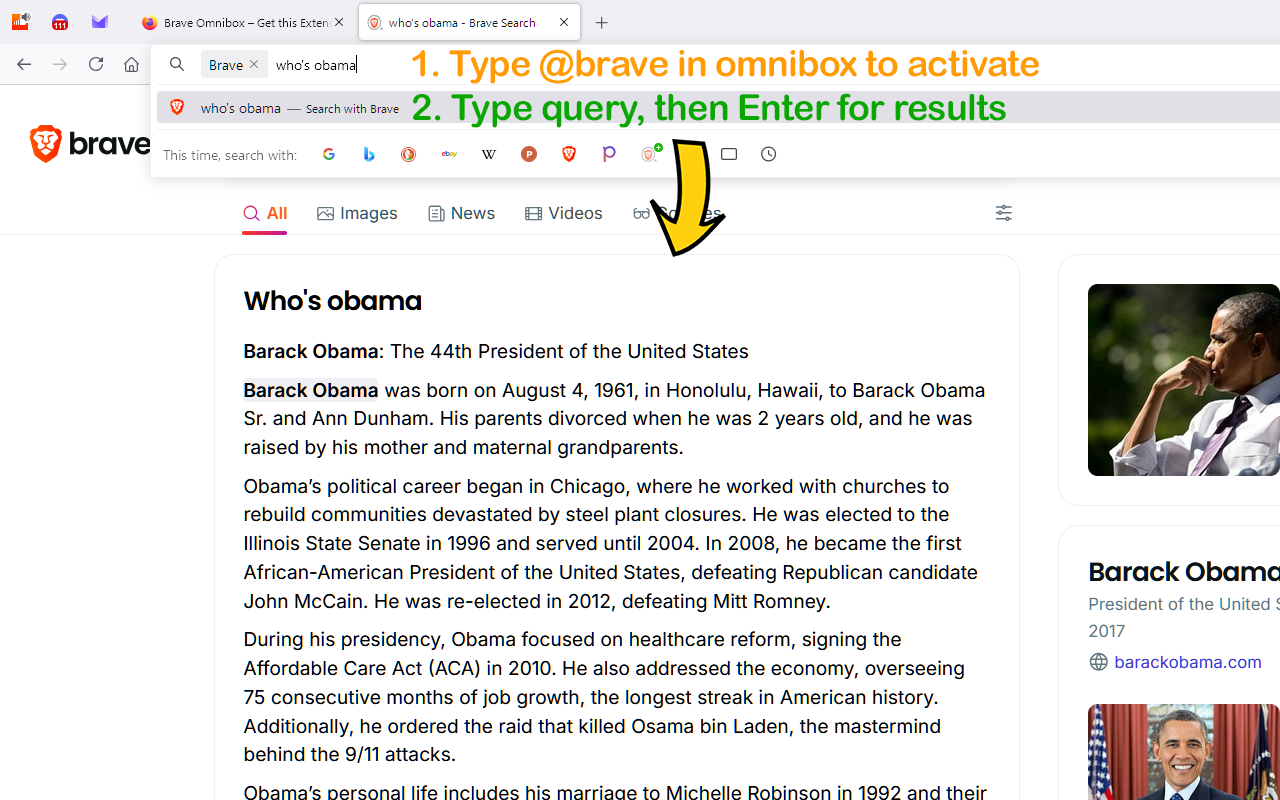 111
Brave Omnibox – Get this Exten
who's obama - Brave Search
Brave
who's obama
1. Type @brave in omnibox to activate
who's obama — Search with Brave
2. Type query, then Enter for results
brave
This time, search with:
G
ebay
W
P
All
Images
News
Videos
Who's obama
Barack Obama: The 44th President of the United States
Barack Obama was born on August 4, 1961, in Honolulu, Hawaii, to Barack Obama
Sr. and Ann Dunham. His parents divorced when he was 2 years old, and he was
raised by his mother and maternal grandparents.
Obama’s political career began in Chicago, where he worked with churches to
rebuild communities devastated by steel plant closures. He was elected to the
Illinois State Senate in 1996 and served until 2004. In 2008, he became the first
African-American President of the United States, defeating Republican candidate
John McCain. He was re-elected in 2012, defeating Mitt Romney.
During his presidency, Obama focused on healthcare reform, signing the
Affordable Care Act (ACA) in 2010. He also addressed the economy, overseeing
75 consecutive months of job growth, the longest streak in American history.
Additionally, he ordered the raid that killed Osama bin Laden, the mastermind
behind the 9/11 attacks.
Obama’s personal life includes his marriage to Michelle Robinson in 1992 and their
Barack Obama
President of the United S
2017
barackobama.com